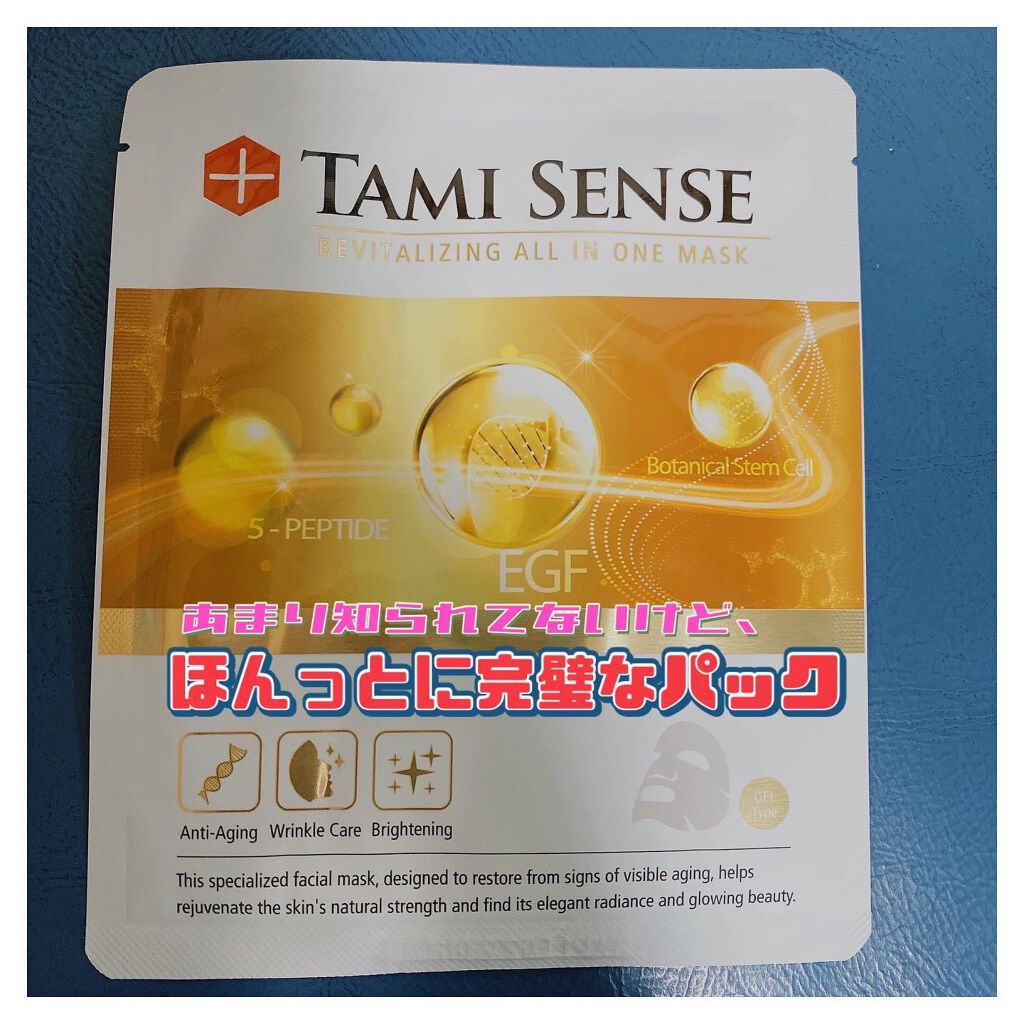 TAMI SENSE
REVITALIZING ALL IN ONE MASK
Botanical Stem Cell
5 - PEPTIDE
EGF
あまり知られてないけど、
ほんっとに完璧なパック
GEL
Type
Anti-Aging Wrinkle Care Brightening
This specialized facial mask, designed to restore from signs of visible aging, helps
rejuvenate the skin's natural strength and find its elegant radiance and glowing beauty.